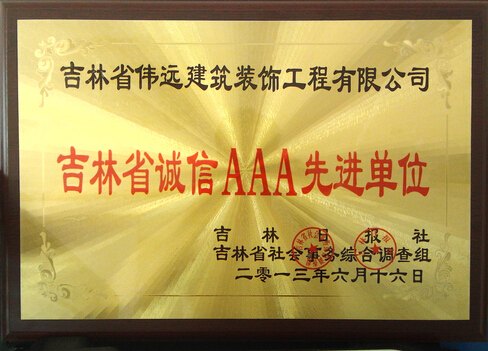 吉林省伟远建筑装饰工程有限公司
吉林省诚信AAA先进单位
吉林日报社
吉林省社会事务综合调查组
二零一三年六月十六日